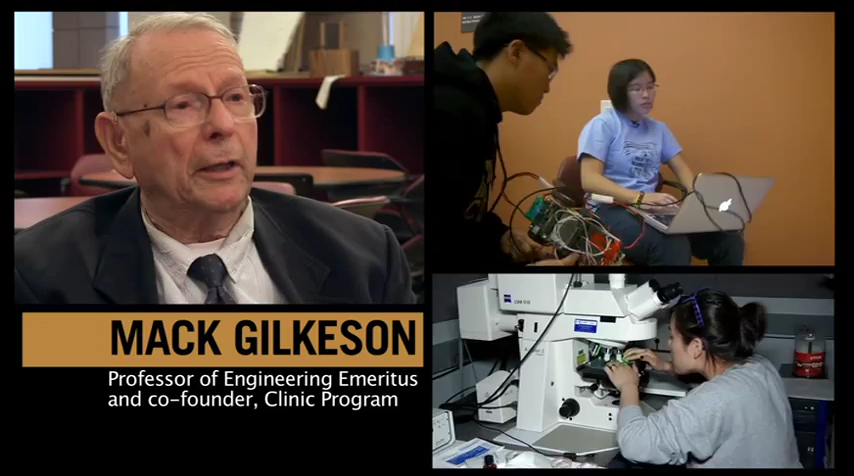 MACK GILKESON
Professor of Engineering Emeritus
and co-founder, Clinic Program